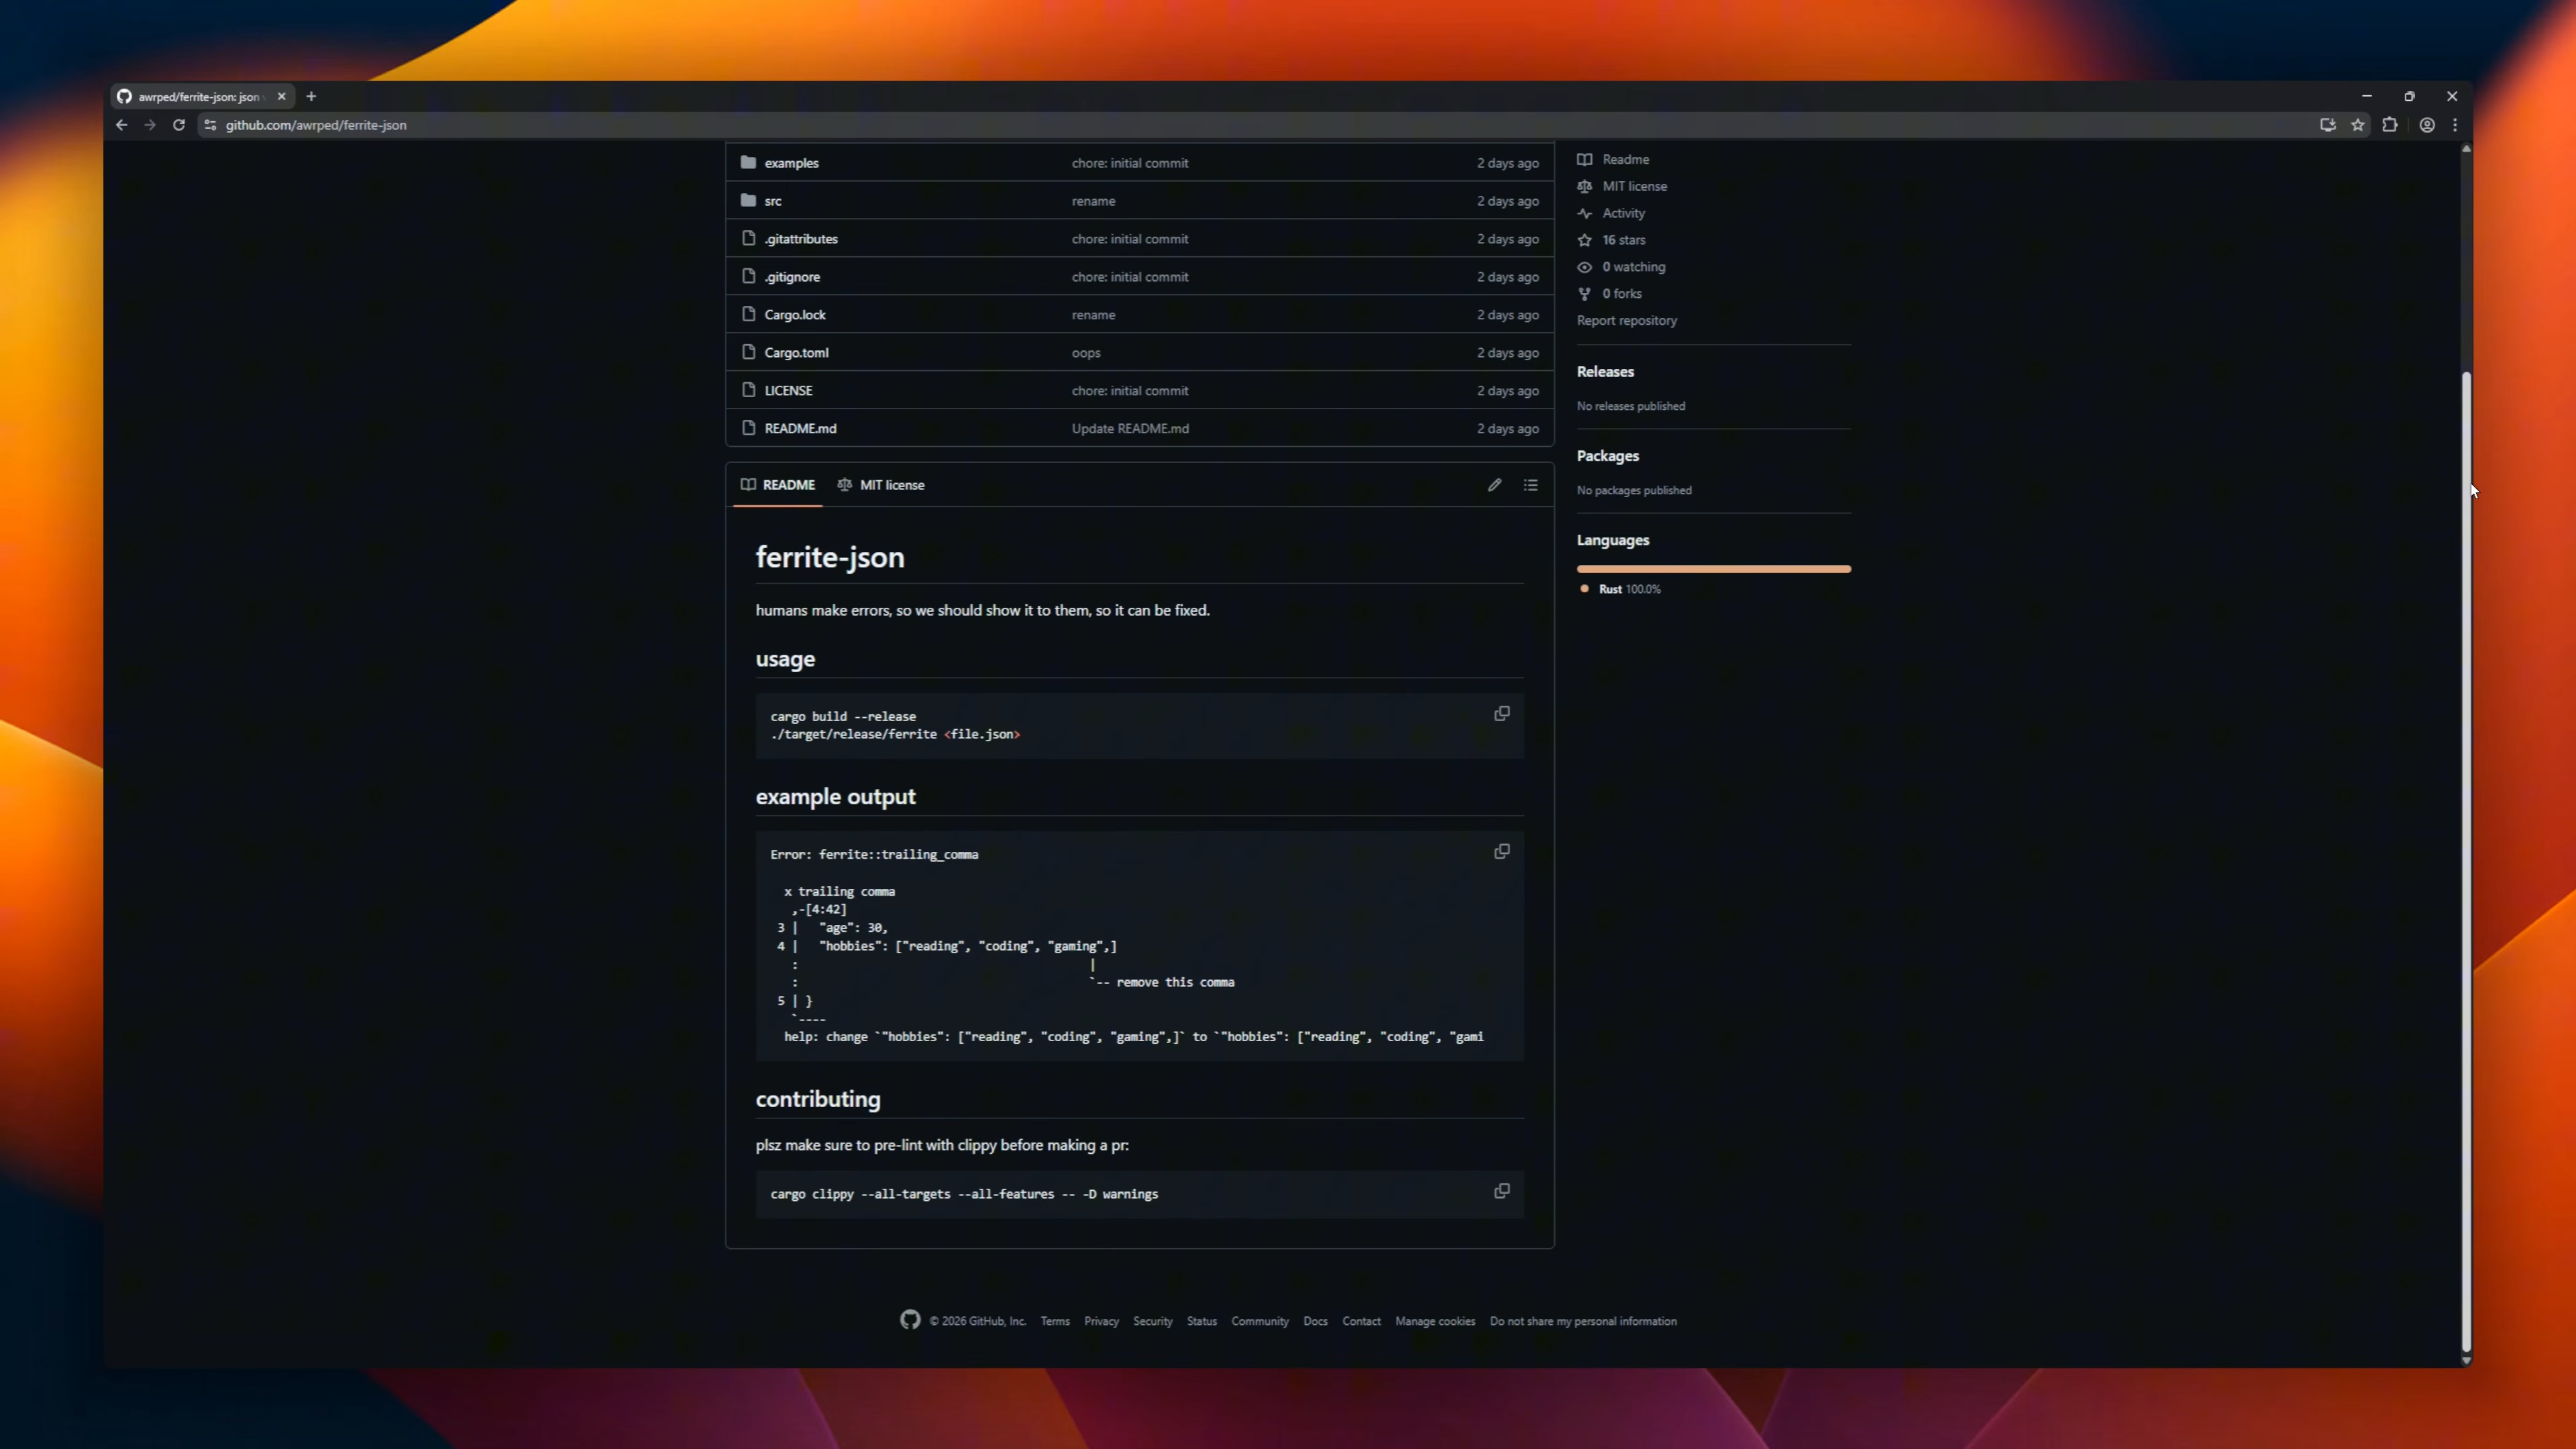 awrped/ferrite-json: json
github.com/awrped/ferrite-json
examples chore: initial commit 2 days ago
src rename 2 days ago
.gitattributes chore: initial commit 2 days ago
.gitignore chore: initial commit 2 days ago
Cargo.lock rename 2 days ago
Cargo.toml oops 2 days ago
LICENSE chore: initial commit 2 days ago
README.md Update README.md 2 days ago
README MIT license
ferrite-json
humans make errors, so we should show it to them, so it can be fixed.
usage
cargo build --release
./target/release/ferrite <file.json>
example output
Error: ferrite::trailing_comma
x trailing comma
,-[4:42]
3 | "age": 30,
4 | "hobbies": ["reading", "coding", "gaming",]
: |
: `-- remove this comma
5 | }
`----
help: change `"hobbies": ["reading", "coding", "gaming",]` to `"hobbies": ["reading", "coding", "gami
contributing
plsz make sure to pre-lint with clippy before making a pr:
cargo clippy --all-targets --all-features -- -D warnings
Readme
MIT license
Activity
16 stars
0 watching
0 forks
Report repository
Releases
No releases published
Packages
No packages published
Languages
Rust 100.0%
© 2026 GitHub, Inc. Terms Privacy Security Status Community Docs Contact Manage cookies Do not share my personal information